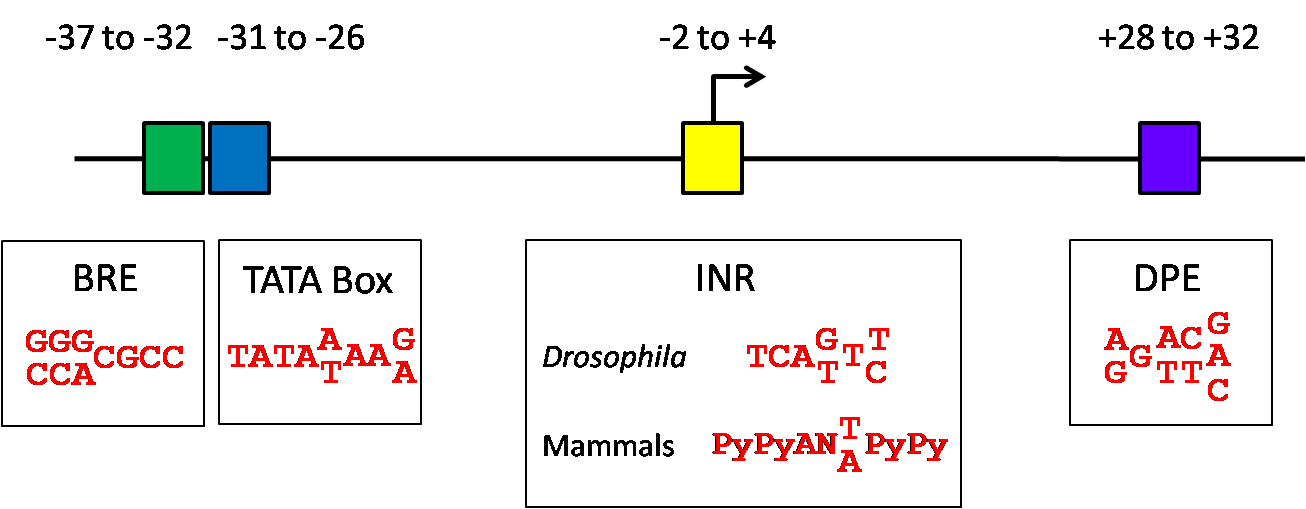 -37 to -32 -31 to -26 -2 to +4 +28 to +32
BRE
GGG
CGCC
CCA
TATA Box
A G
TATA AA
T A
INR
Drosophila TCA G T T
T C
Mammals PyPyAN T PyPy
A
DPE
A G AC G
G TT A
C